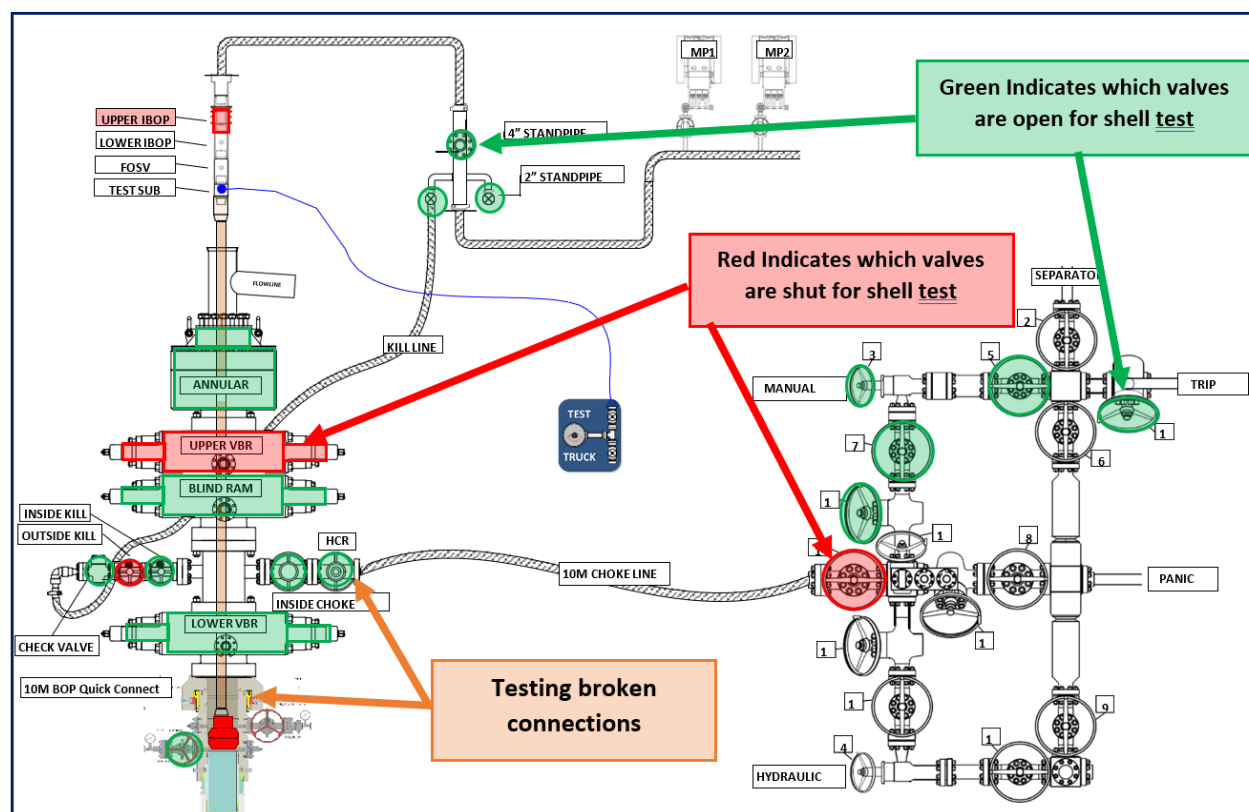 MP1
MP2
Green Indicates which valves
are open for shell test
UPPER IBOP
LOWER IBOP
FOSV
TEST SUB
4" STANDPIPE
2" STANDPIPE
Red Indicates which valves
are shut for shell test
FLOWLINE
SEPARATO
2
KILL LINE
3
5
MANUAL
TRIP
ANNULAR
1
TEST
TRUCK
UPPER VBR
7
6
BLIND RAM
1
INSIDE KILL
OUTSIDE KILL
HCR
1
1
8
10M CHOKE LINE
PANIC
INSIDE CHOKE
LOWER VBR
CHECK VALVE
1
1
10M BOP Quick Connect
Testing broken
connections
1
9
4
1
HYDRAULIC